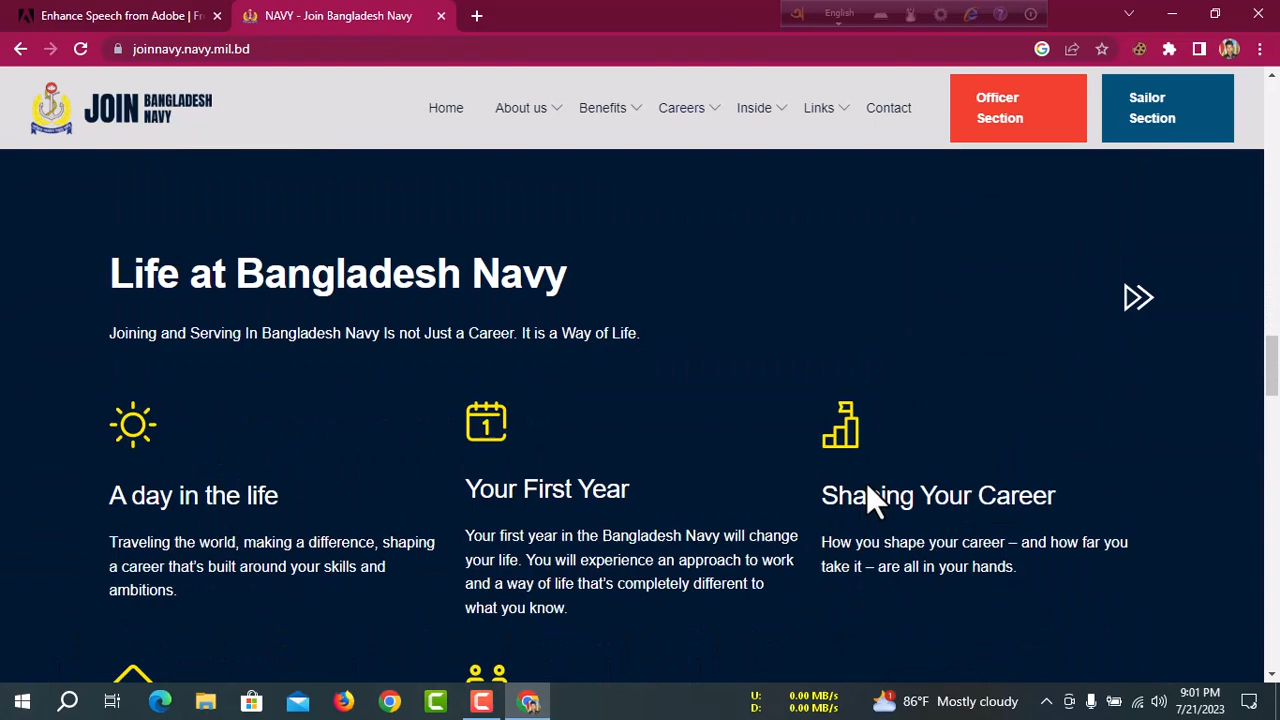 Enhance Speech from Adobe | Fr
NAVY - Join Bangladesh Navy
English
joinnavy.navy.mil.bd
JOIN BANGLADESH NAVY
Home
About us
Benefits
Careers
Inside
Links
Contact
Officer
Section
Sailor
Section
Life at Bangladesh Navy
Joining and Serving In Bangladesh Navy Is not Just a Career. It is a Way of Life.
1
A day in the life
Traveling the world, making a difference, shaping
a career that's built around your skills and
ambitions.
Your First Year
Your first year in the Bangladesh Navy will change
your life. You will experience an approach to work
and a way of life that's completely different to
what you know.
Shaping Your Career
How you shape your career – and how far you
take it – are all in your hands.
U: 0.00 MB/s
D: 0.00 MB/s
1
86°F Mostly cloudy
9:01 PM
7/21/2023